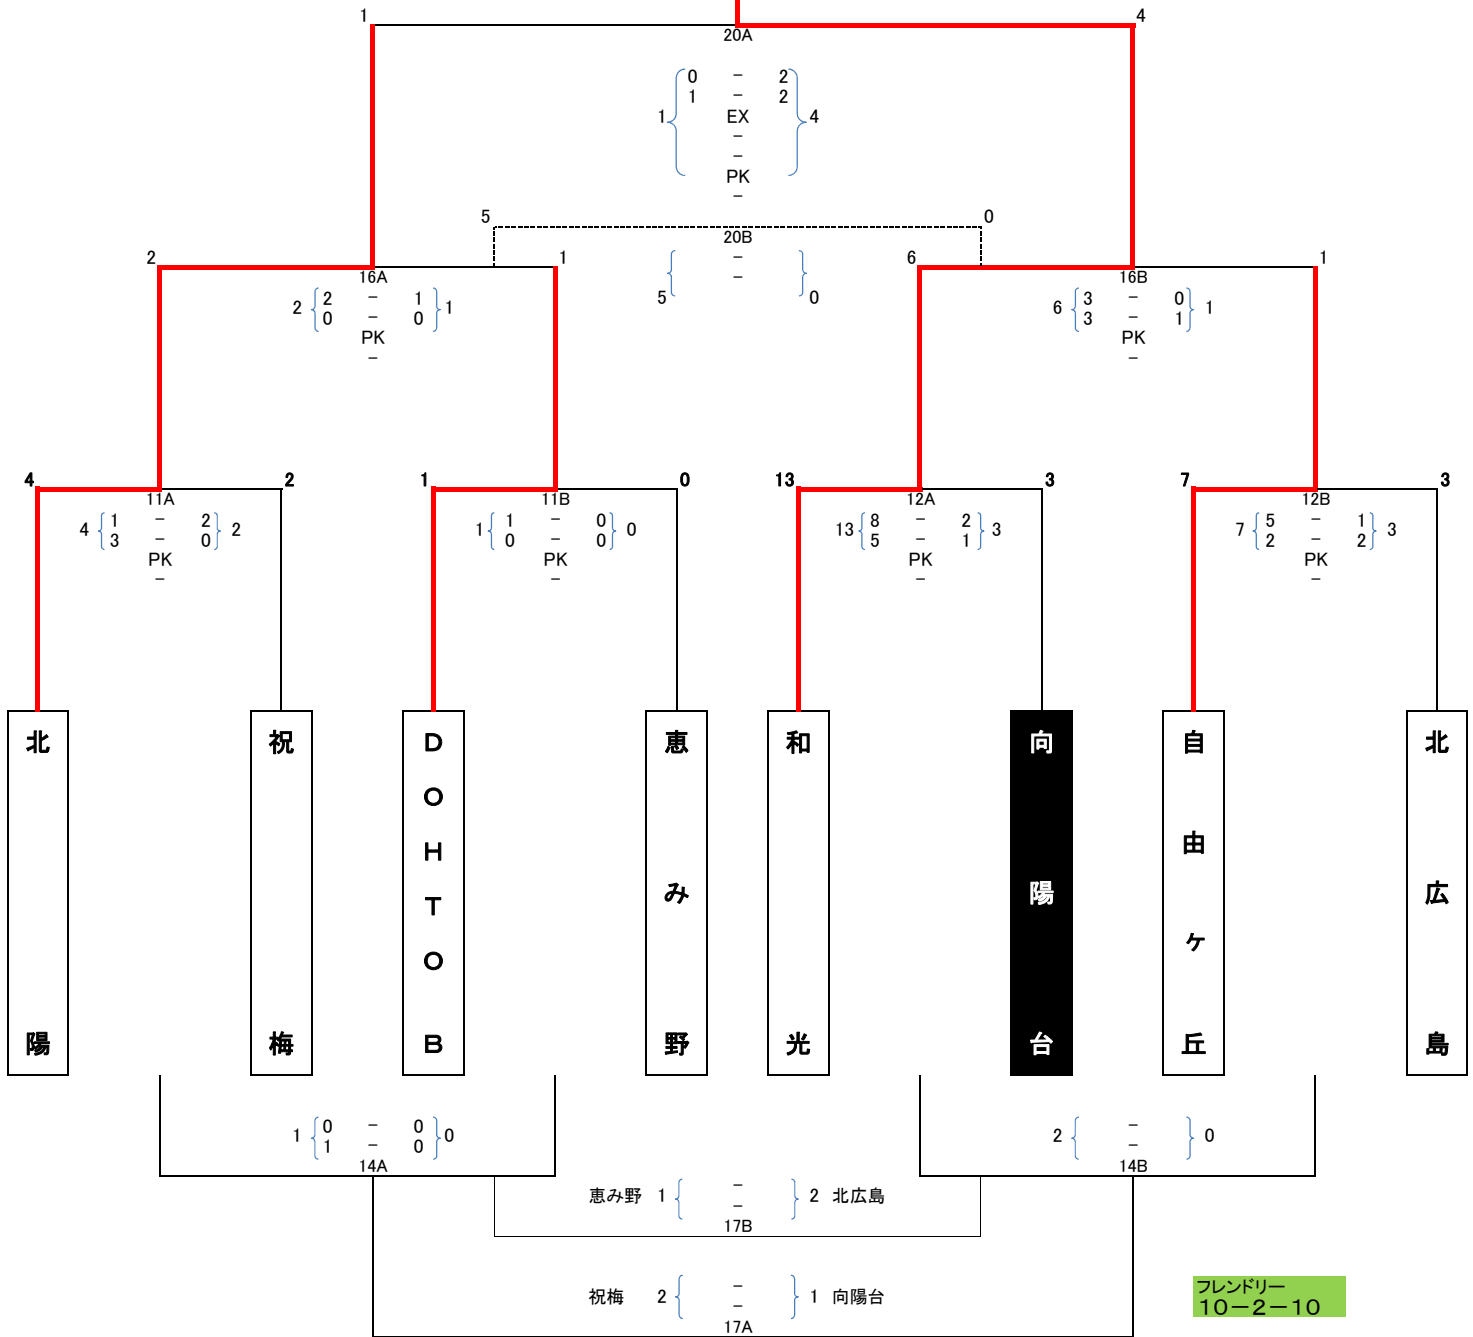 1 4
20A
0 － 2
1 － 2
1 EX 4
－
－
PK
－
5 0
20B
－
－
5 0
2 1
16A
2 － 1
2 0 － 0 1
PK
－
6 1
16B
3 － 0
6 3 － 1 1
PK
－
4 2
11A
1 － 2
4 3 － 0 2
PK
－
1 0
11B
1 － 0
1 0 － 0 0
PK
－
13 3
12A
8 － 2
13 5 － 1 3
PK
－
7 3
12B
5 － 1
7 2 － 2 3
PK
－
北陽
祝梅
ＤＯＨＴＯＢ
恵み野
和光
向陽台
自由ヶ丘
北広島
0 － 0
1 1 － 0 0
14A
－
2 － 0
14B
－
恵み野 1 － 2 北広島
17B
－
祝梅 2 － 1 向陽台
17A
フレンドリー
１０－２－１０